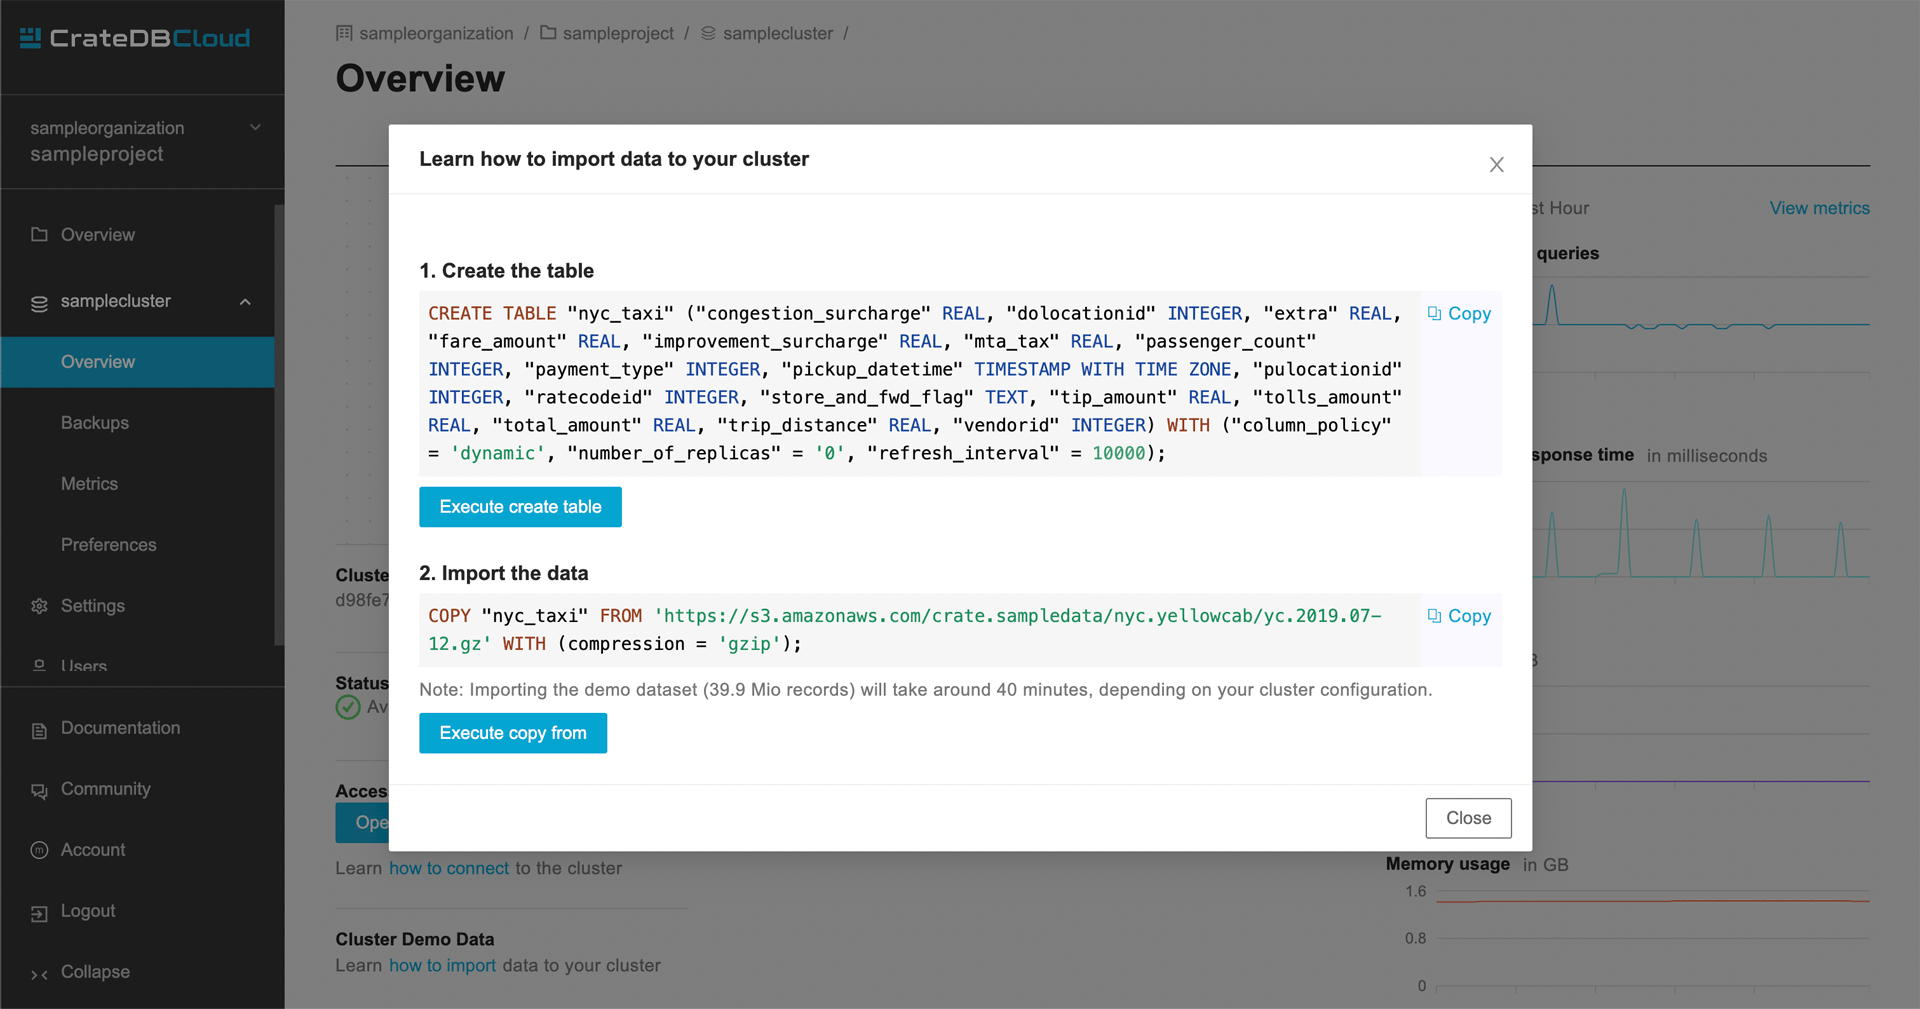 CrateDBCloud
sampleorganization
sampleproject
Overview
samplecluster
Overview
Backups
Metrics
Preferences
Settings
Users
Documentation
Community
Account
Logout
Collapse
sampleorganization / sampleproject / samplecluster /
Overview
Learn how to import data to your cluster
1. Create the table
CREATE TABLE "nyc_taxi" ("congestion_surcharge" REAL, "dolocationid" INTEGER, "extra" REAL,
"fare_amount" REAL, "improvement_surcharge" REAL, "mta_tax" REAL, "passenger_count"
INTEGER, "payment_type" INTEGER, "pickup_datetime" TIMESTAMP WITH TIME ZONE, "pulocationid"
INTEGER, "ratecodeid" INTEGER, "store_and_fwd_flag" TEXT, "tip_amount" REAL, "tolls_amount"
REAL, "total_amount" REAL, "trip_distance" REAL, "vendorid" INTEGER) WITH ("column_policy"
= 'dynamic', "number_of_replicas" = '0', "refresh_interval" = 10000);
Copy
Execute create table
2. Import the data
COPY "nyc_taxi" FROM 'https://s3.amazonaws.com/crate.sampledata/nyc.yellowcab/yc.2019.07-
12.gz' WITH (compression = 'gzip');
Copy
Note: Importing the demo dataset (39.9 Mio records) will take around 40 minutes, depending on your cluster configuration.
Execute copy from
Close
Cluste
d98fe7
Status
Av
Acces
Ope
Learn how to connect to the cluster
Cluster Demo Data
Learn how to import data to your cluster
st Hour
View metrics
queries
sponse time in milliseconds
Memory usage in GB
1.6
0.8
0